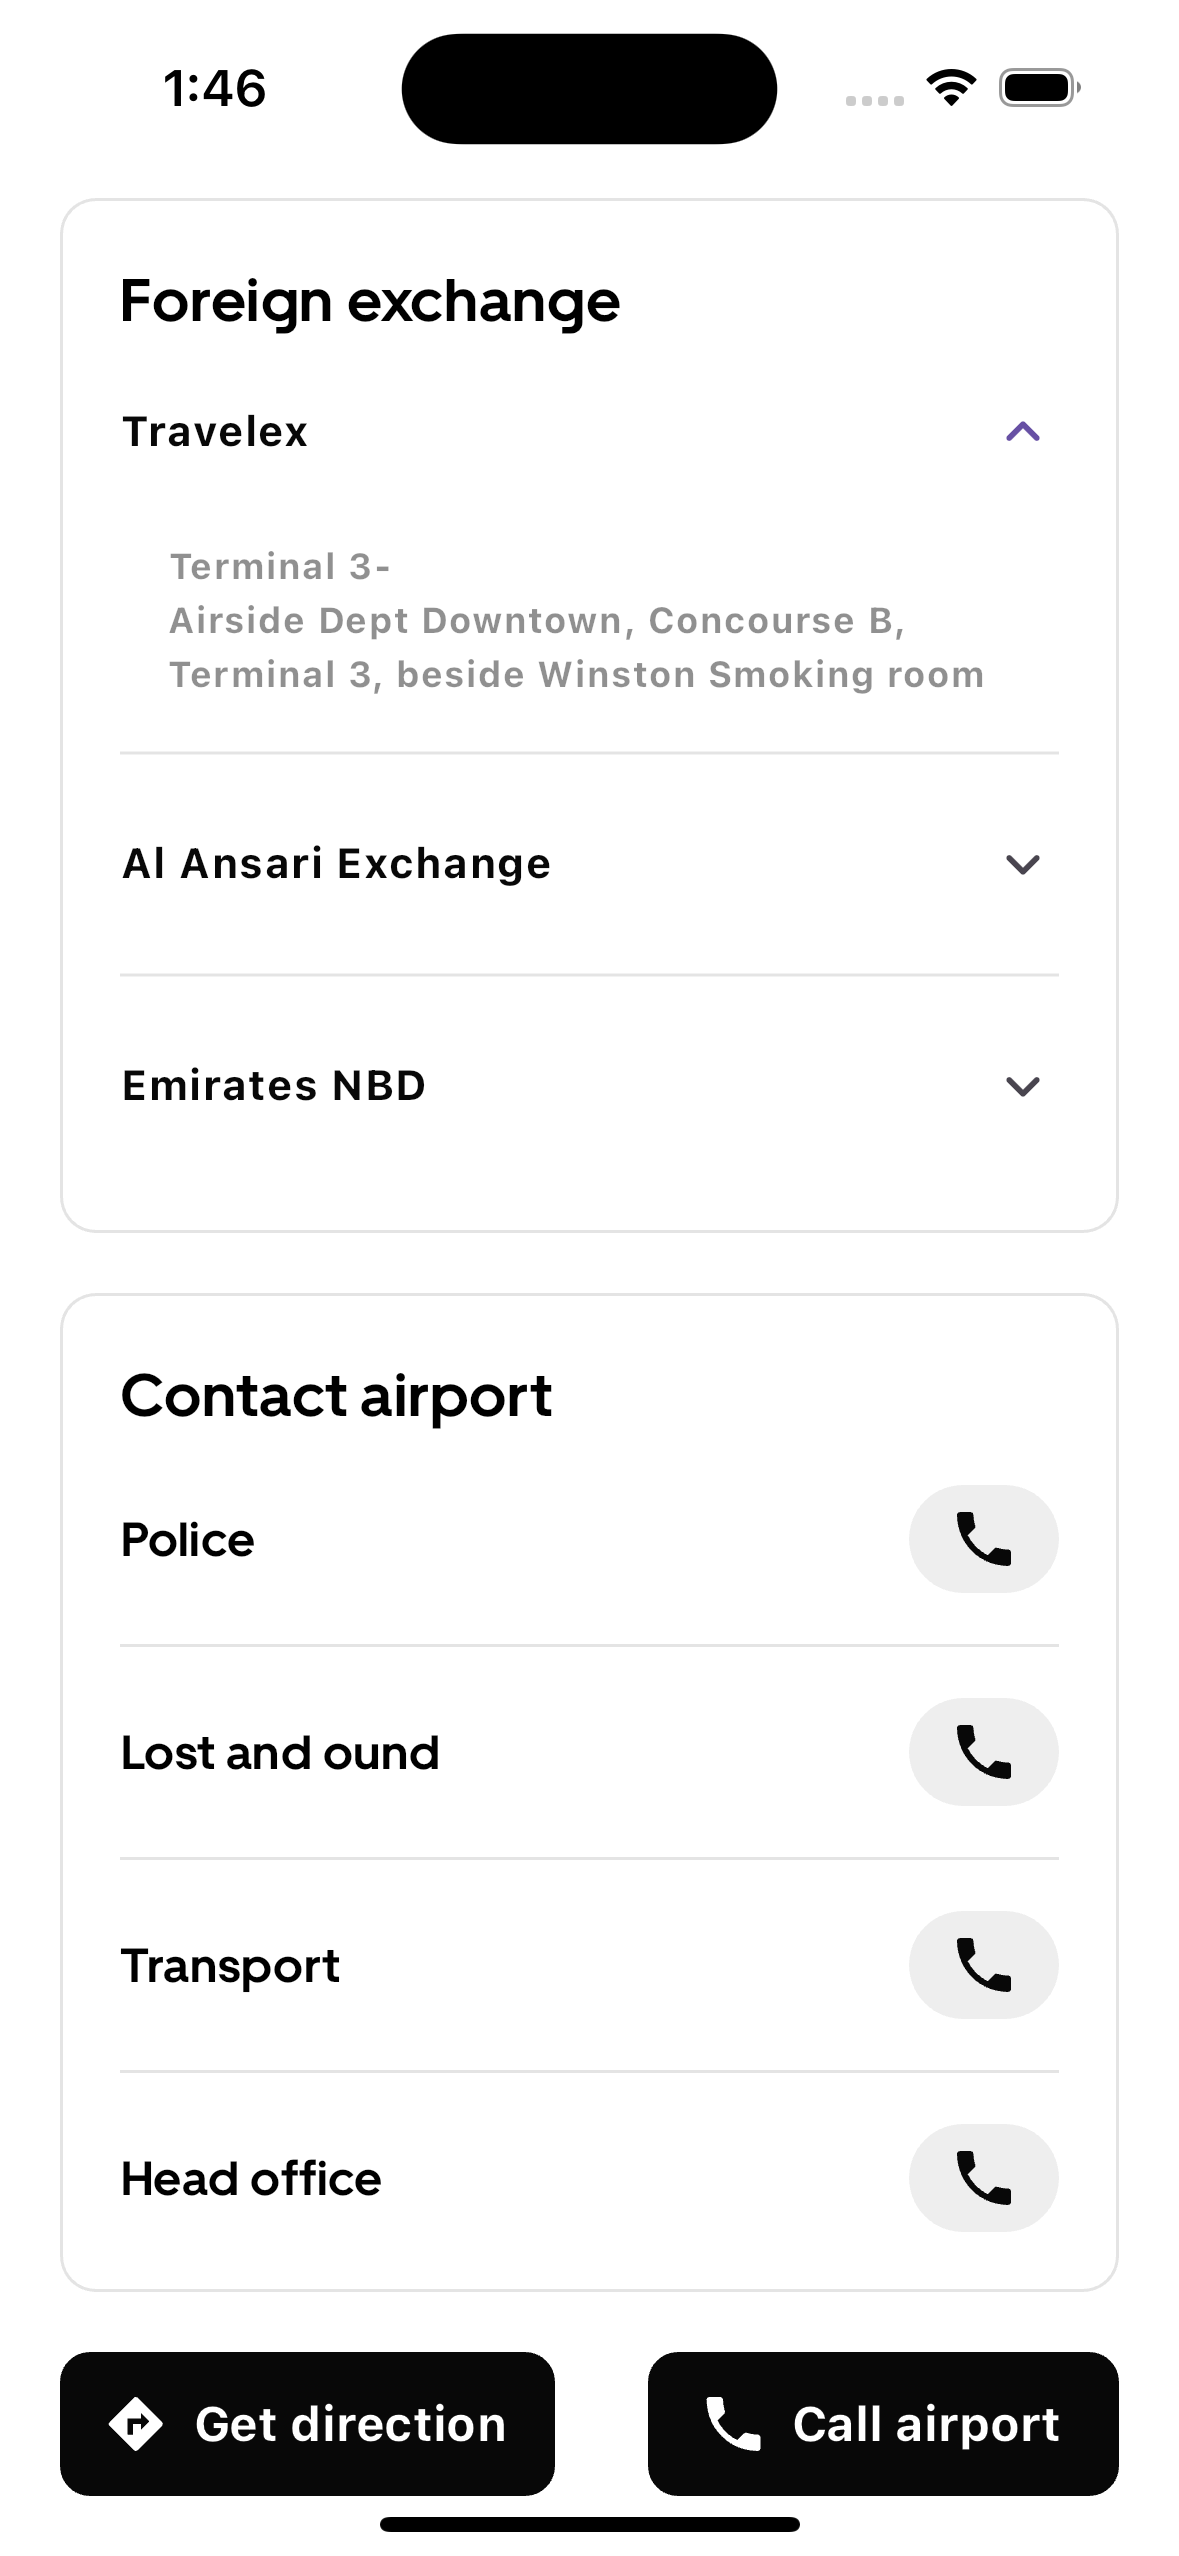 1:46
Foreign exchange
Travelex
Terminal 3-
Airside Dept Downtown, Concourse B,
Terminal 3, beside Winston Smoking room
Al Ansari Exchange
Emirates NBD
Contact airport
Police
Lost and ound
Transport
Head office
Get direction
Call airport